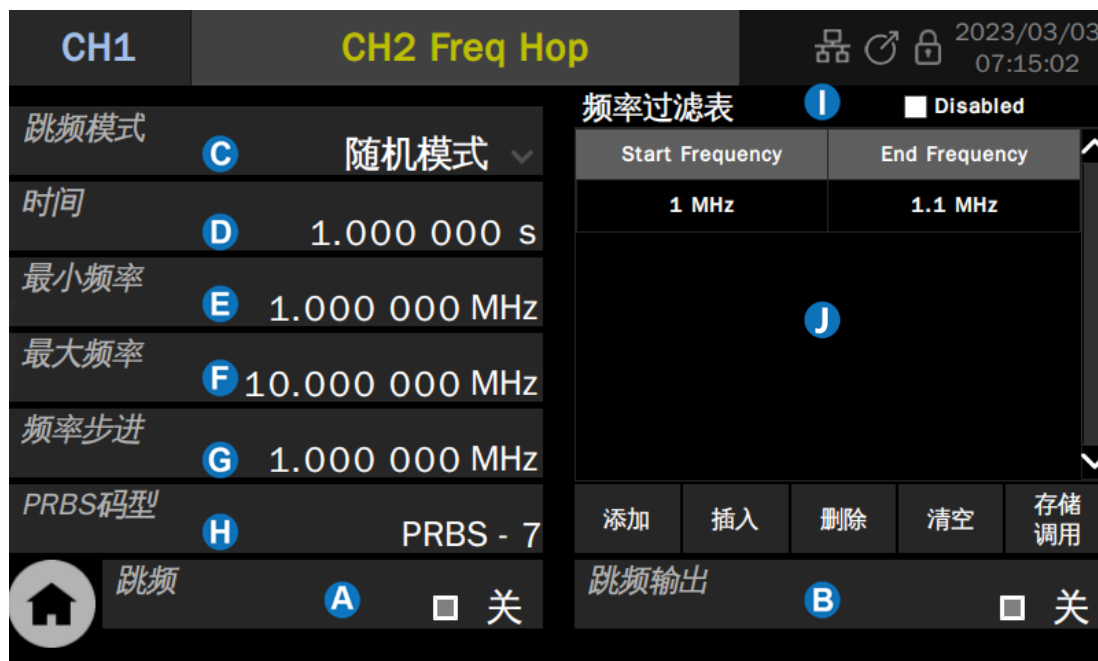 CH1
CH2 Freq Hop
2023/03/03
07:15:02
跳频模式
C
随机模式
时间
D
1.000 000 s
最小频率
E
1.000 000 MHz
最大频率
F
10.000 000 MHz
频率步进
G
1.000 000 MHz
PRBS码型
H
PRBS - 7
跳频
A
关
频率过滤表
I
Disabled
Start Frequency
End Frequency
1 MHz
1.1 MHz
J
添加
插入
删除
清空
存储
调用
跳频输出
B
关